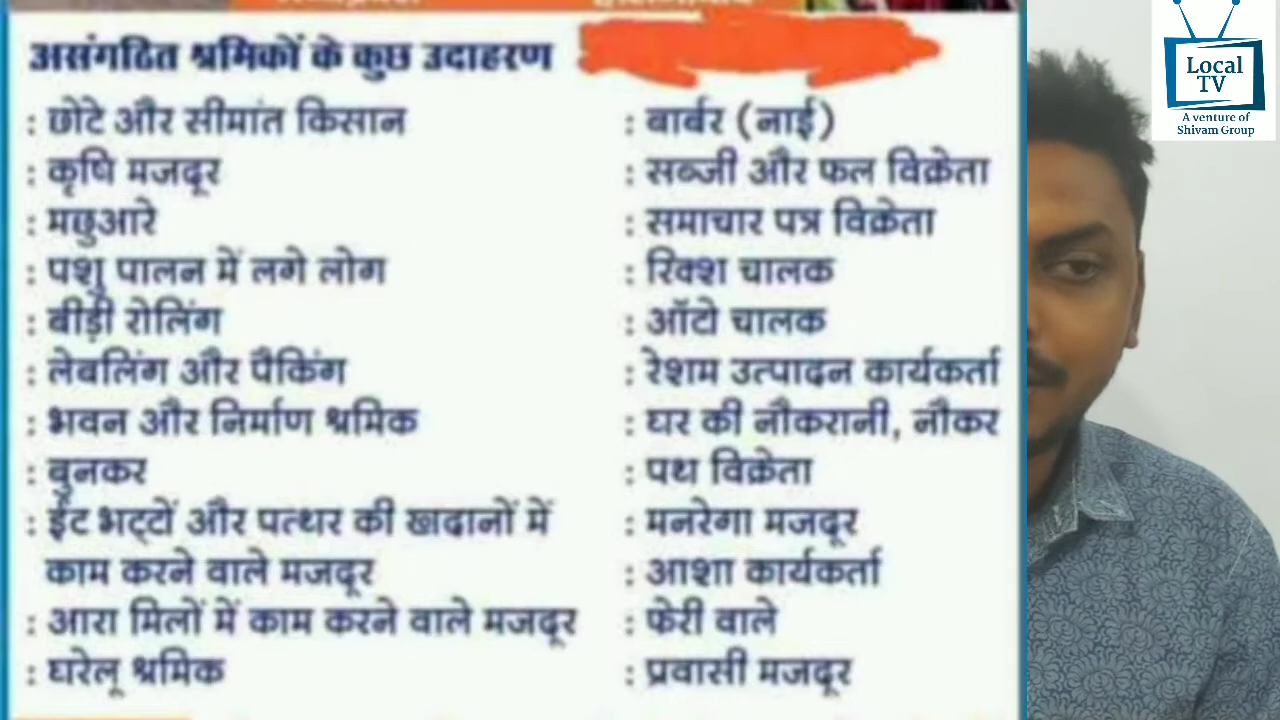 असंगठित श्रमिकों के कुछ उदाहरण
: छोटे और सीमांत किसान
: कृषि मजदूर
: मछुआरे
: पशु पालन में लगे लोग
: बीड़ी रोलिंग
: लेबलिंग और पैकिंग
: भवन और निर्माण श्रमिक
: बुनकर
: ईंट भट्टों और पत्थर की खदानों में
काम करने वाले मजदूर
: आरा मिलों में काम करने वाले मजदूर
: घरेलू श्रमिक
: बार्बर (नाई)
: सब्जी और फल विक्रेता
: समाचार पत्र विक्रेता
: रिक्श चालक
: ऑटो चालक
: रेशम उत्पादन कार्यकर्ता
: घर की नौकरानी, नौकर
: पथ विक्रेता
: मनरेगा मजदूर
: आशा कार्यकर्ता
: फेरी वाले
: प्रवासी मजदूर
Local
TV
A venture of
Shivam Group